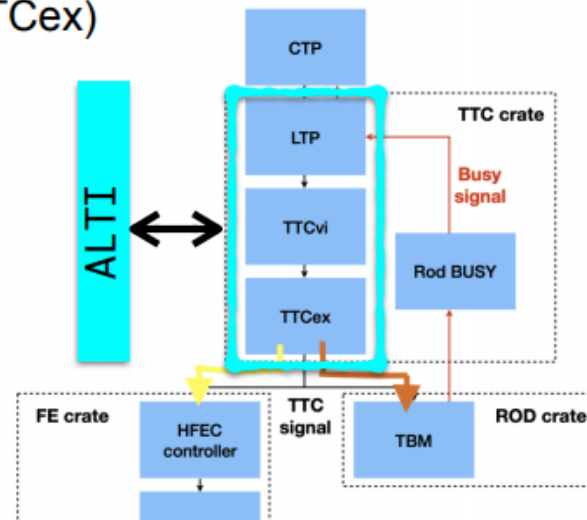 TCex)
CTP
TTC crate
LTP
Busy
signal
ALTI
TTCvi
Rod BUSY
TTCex
FE crate
TTC
signal
ROD crate
HFEC
controller
TBM